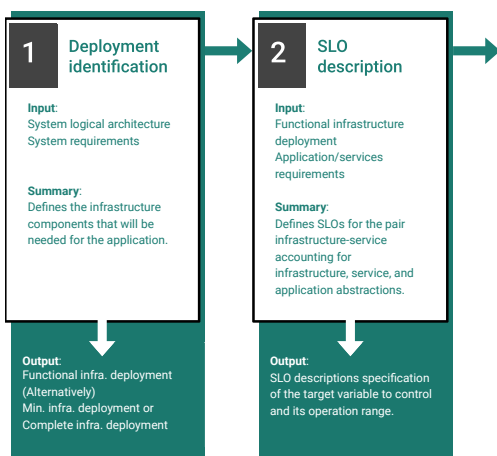 1
Deployment
identification
Input:
System logical architecture
System requirements
Summary:
Defines the infrastructure
components that will be
needed for the application.
Output:
Functional infra. deployment
(Alternatively)
Min. infra. deployment or
Complete infra. deployment
2
SLO
description
Input:
Functional infrastructure
deployment
Application/services
requirements
Summary:
Defines SLOs for the pair
infrastructure-service
accounting for
infrastructure, service, and
application abstractions.
Output:
SLO descriptions specification
of the target variable to control
and its operation range.